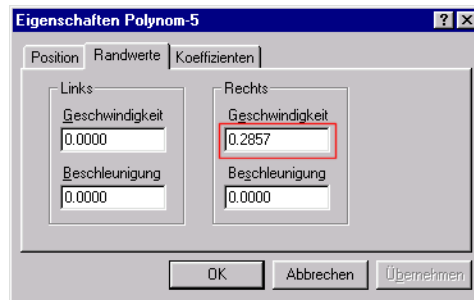 Eigenschaften Polynom-5
Position Randwerte Koeffizienten
Links
Geschwindigkeit
0.0000
Beschleunigung
0.0000
Rechts
Geschwindigkeit
0.2857
Beschleunigung
0.0000
OK Abbrechen Übernehmen